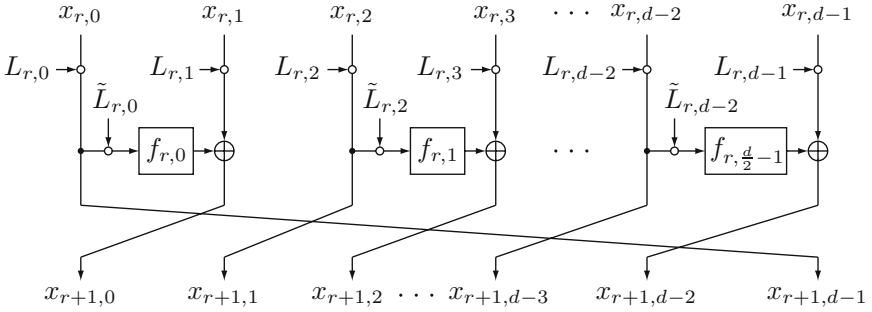 x_{r,0} x_{r,1} x_{r,2} x_{r,3} · · · x_{r,d−2} x_{r,d−1}
L_{r,0} L_{r,1} L_{r,2} L_{r,3} L_{r,d−2} L_{r,d−1}
L̃_{r,0} L̃_{r,2} L̃_{r,d−2}
f_{r,0} f_{r,1} · · · f_{r,\frac{d}{2}−1}
x_{r+1,0} x_{r+1,1} x_{r+1,2} · · · x_{r+1,d−3} x_{r+1,d−2} x_{r+1,d−1}